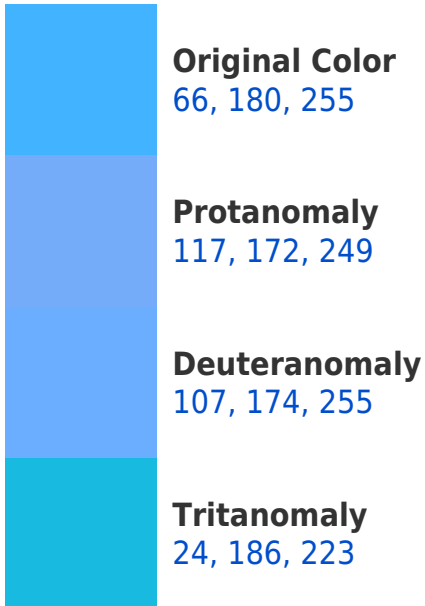 Original Color
66, 180, 255
Protanomaly
117, 172, 249
Deuteranomaly
107, 174, 255
Tritanomaly
24, 186, 223